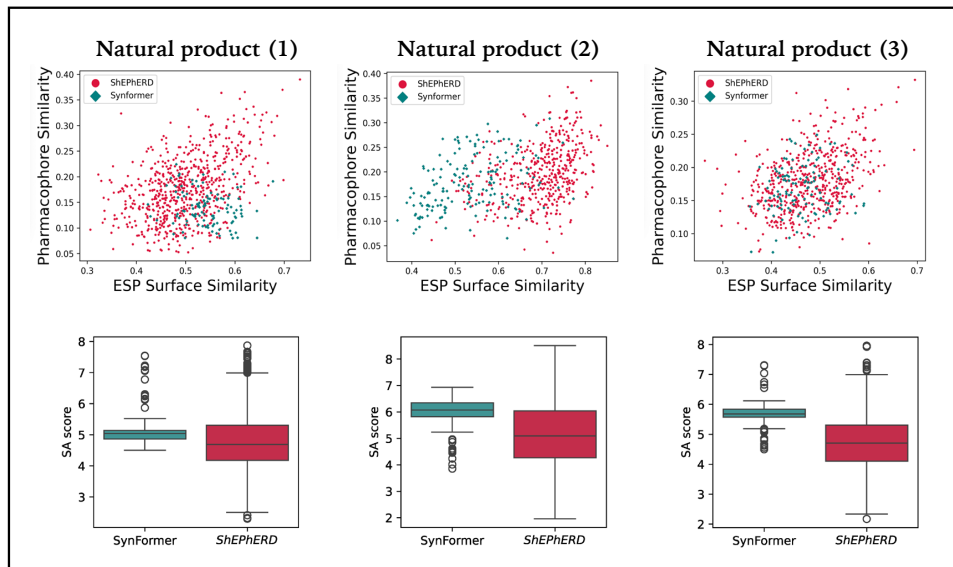 Natural product (1)
Natural product (2)
Natural product (3)
0.40
0.35
0.30
0.25
0.20
0.15
0.10
0.05
Pharmacophore Similarity
ShEPhERD
Synformer
0.3 0.4 0.5 0.6 0.7
ESP Surface Similarity
0.40
0.35
0.30
0.25
0.20
0.15
0.10
0.05
Pharmacophore Similarity
ShEPhERD
Synformer
0.4 0.5 0.6 0.7 0.8
ESP Surface Similarity
0.30
0.25
0.20
0.15
0.10
Pharmacophore Similarity
ShEPhERD
Synformer
0.3 0.4 0.5 0.6 0.7
ESP Surface Similarity
8
7
6
5
4
3
SA score
SynFormer ShEPhERD
8
7
6
5
4
3
2
SA score
SynFormer ShEPhERD
8
7
6
5
4
3
2
SA score
SynFormer ShEPhERD